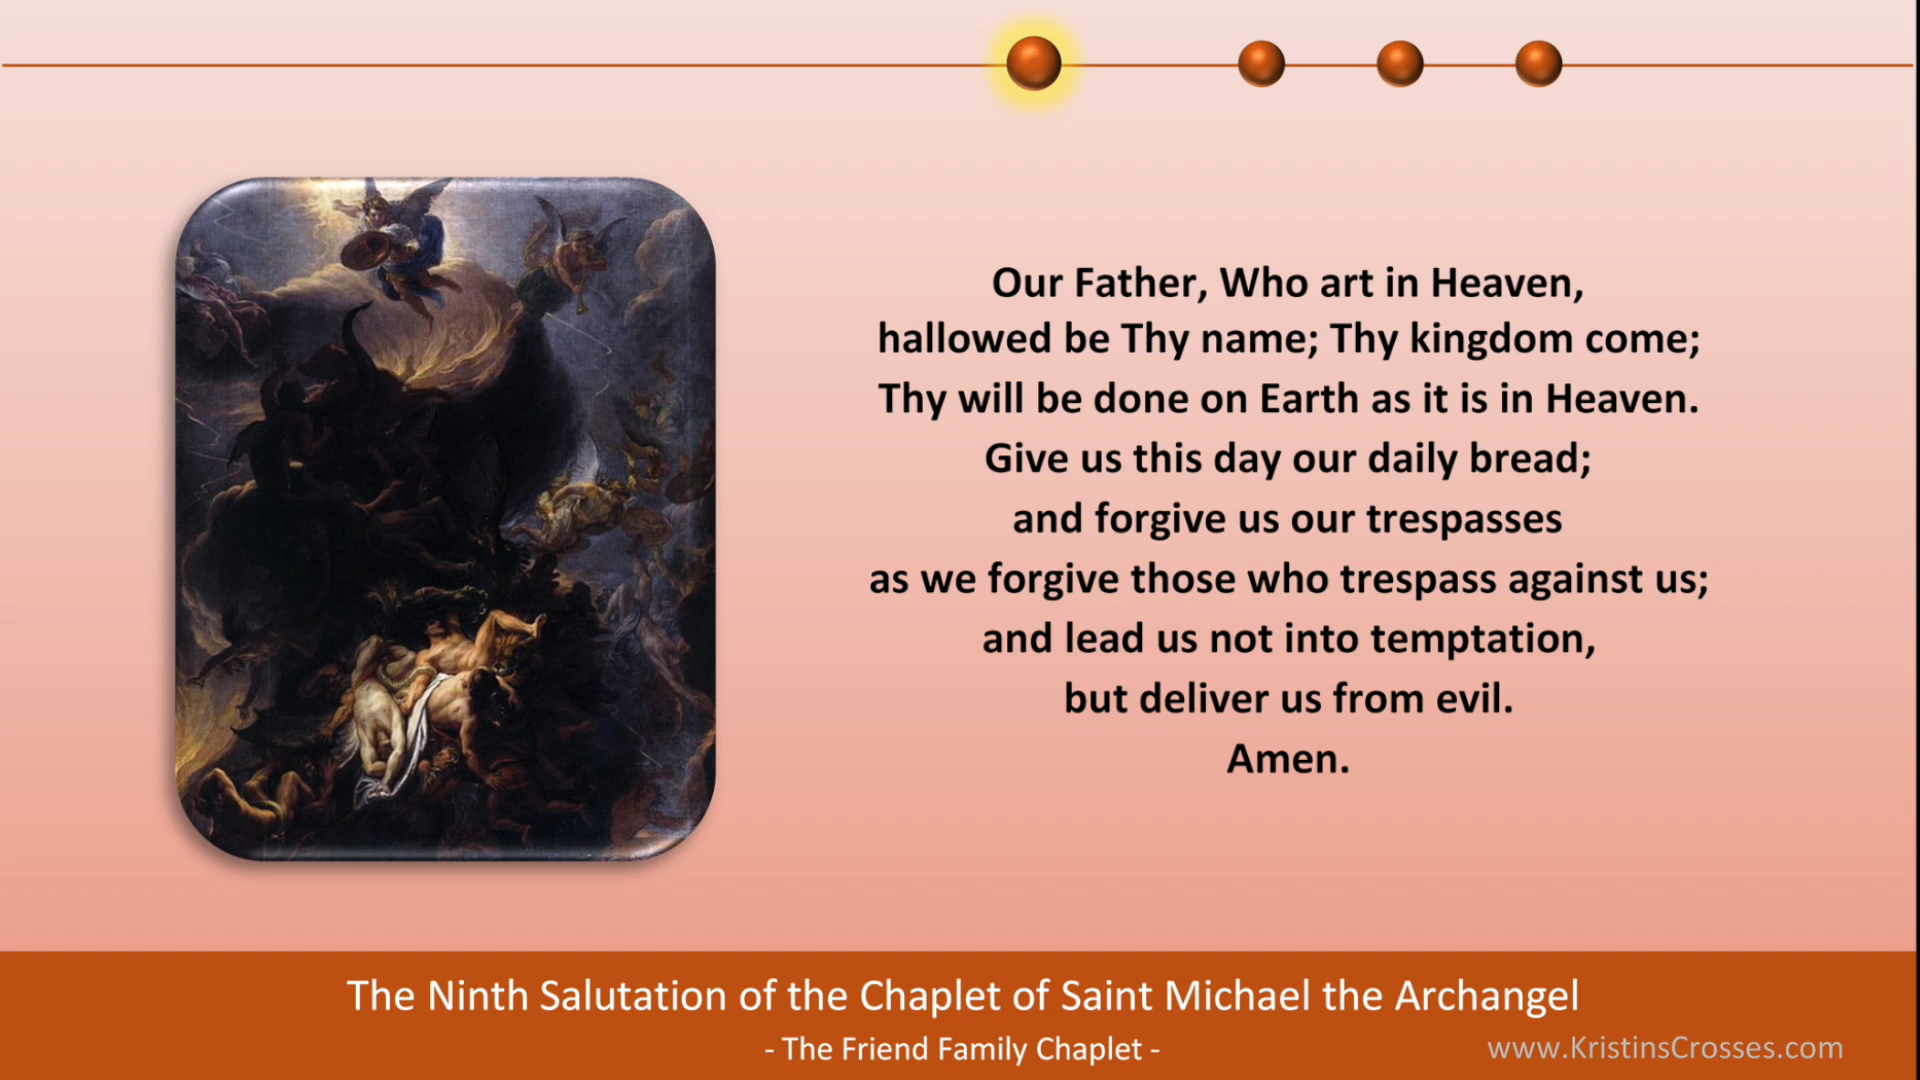 Our Father, Who art in Heaven,
hallowed be Thy name; Thy kingdom come;
Thy will be done on Earth as it is in Heaven.
Give us this day our daily bread;
and forgive us our trespasses
as we forgive those who trespass against us;
and lead us not into temptation,
but deliver us from evil.
Amen.
The Ninth Salutation of the Chaplet of Saint Michael the Archangel
- The Friend Family Chaplet -
www.KristinsCrosses.com